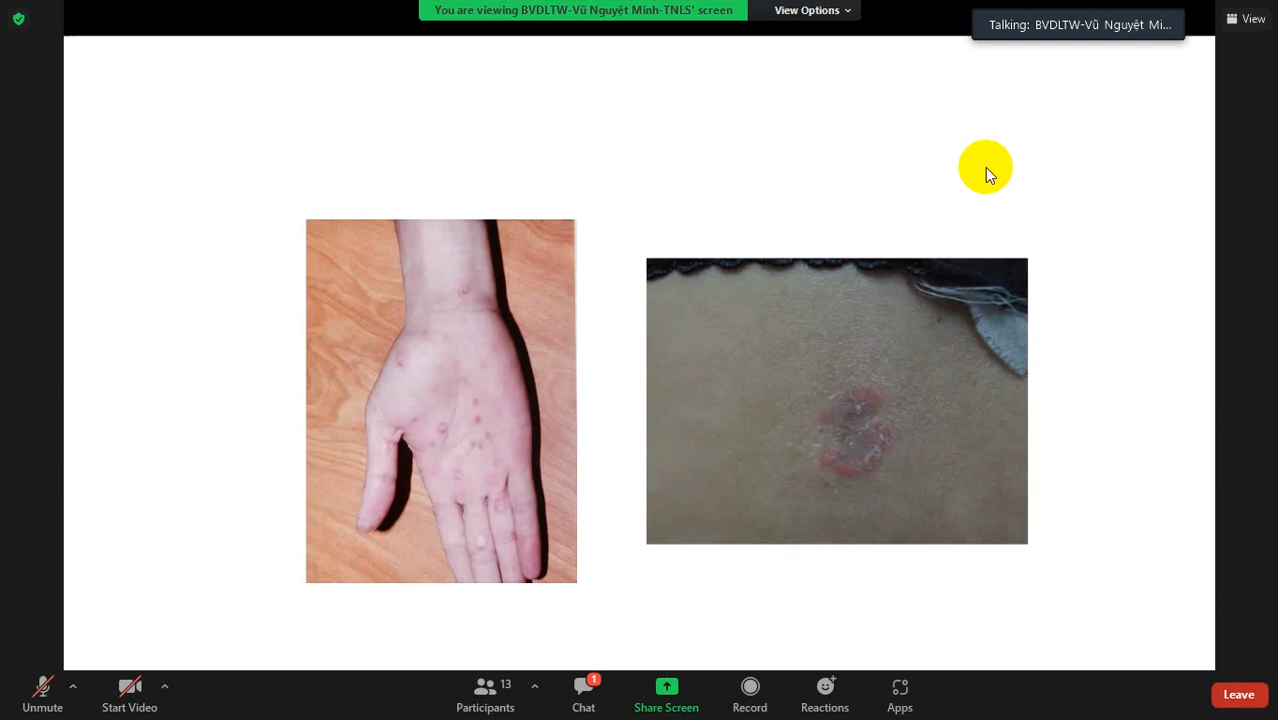 You are viewing BVDLTW-Vũ Nguyệt Minh-TNLS' screen
View Options
Talking: BVDLTW-Vũ Nguyệt Mi...
View
Unmute
Start Video
13
Participants
1
Chat
Share Screen
Record
Reactions
Apps
Leave